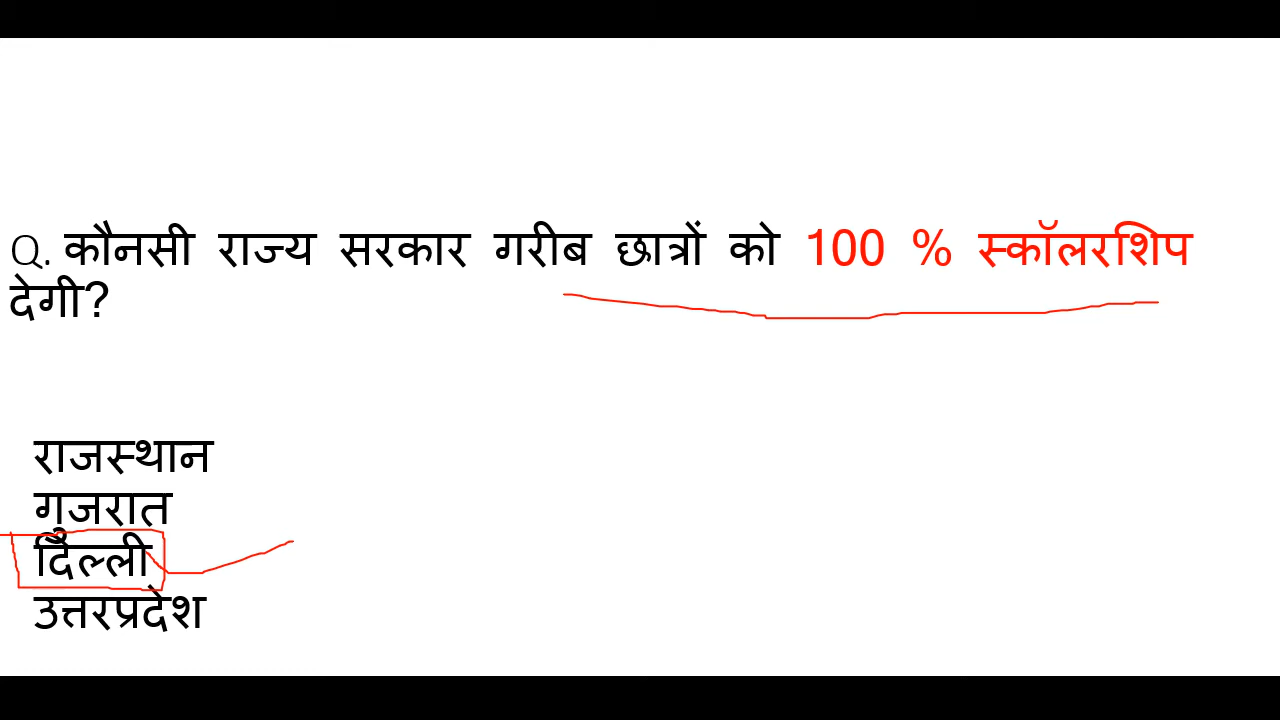 Q. कौनसी राज्य सरकार गरीब छात्रों को 100 % स्कॉलरशिप
देगी?
राजस्थान
गुजरात
दिल्ली
उत्तरप्रदेश